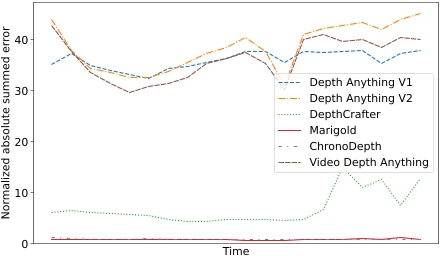 Normalized absolute summed error
40
30
20
10
0
Depth Anything V1
Depth Anything V2
DepthCrafter
Marigold
ChronoDepth
Video Depth Anything
Time